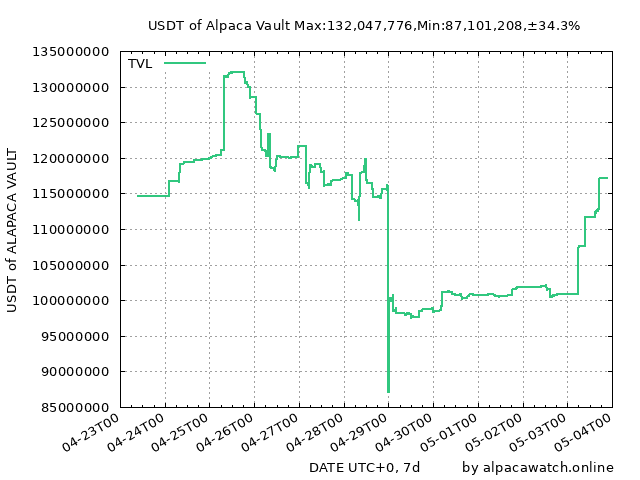 USDT of Alpaca Vault Max:132,047,776,Min:87,101,208,±34.3%
TVL
USDT of ALAPACA VAULT
135000000
130000000
125000000
120000000
115000000
110000000
105000000
100000000
95000000
90000000
85000000
04-23T00
04-24T00
04-25T00
04-26T00
04-27T00
04-28T00
04-29T00
04-30T00
05-01T00
05-02T00
05-03T00
05-04T00
DATE UTC+0, 7d
by alpacawatch.online